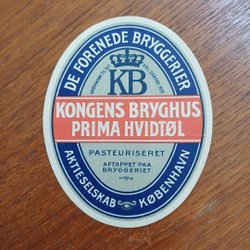 DE FORENEDE BRYGGERIER
KB
KONGENS BRYGHUS
PRIMA HVIDTØL
PASTEURISERET
AFTAPPET PAA
BRYGGERIET
AKTIESELSKAB KØBENHAVN